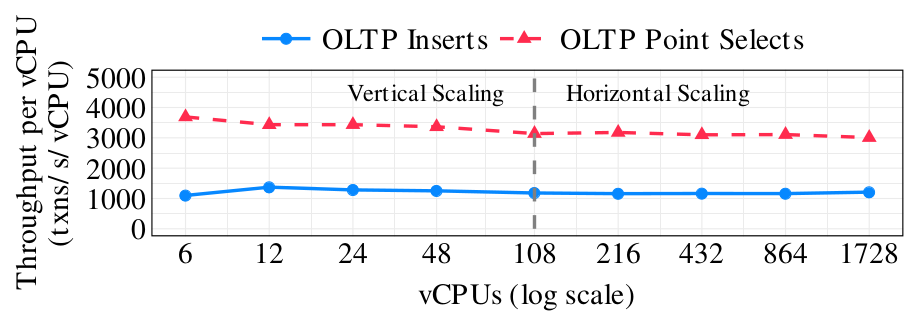 OLTP Inserts OLTP Point Selects
Throughput per vCPU
(txns/s/vCPU)
5000
4000
3000
2000
1000
0
Vertical Scaling Horizontal Scaling
6 12 24 48 108 216 432 864 1728
vCPUs (log scale)